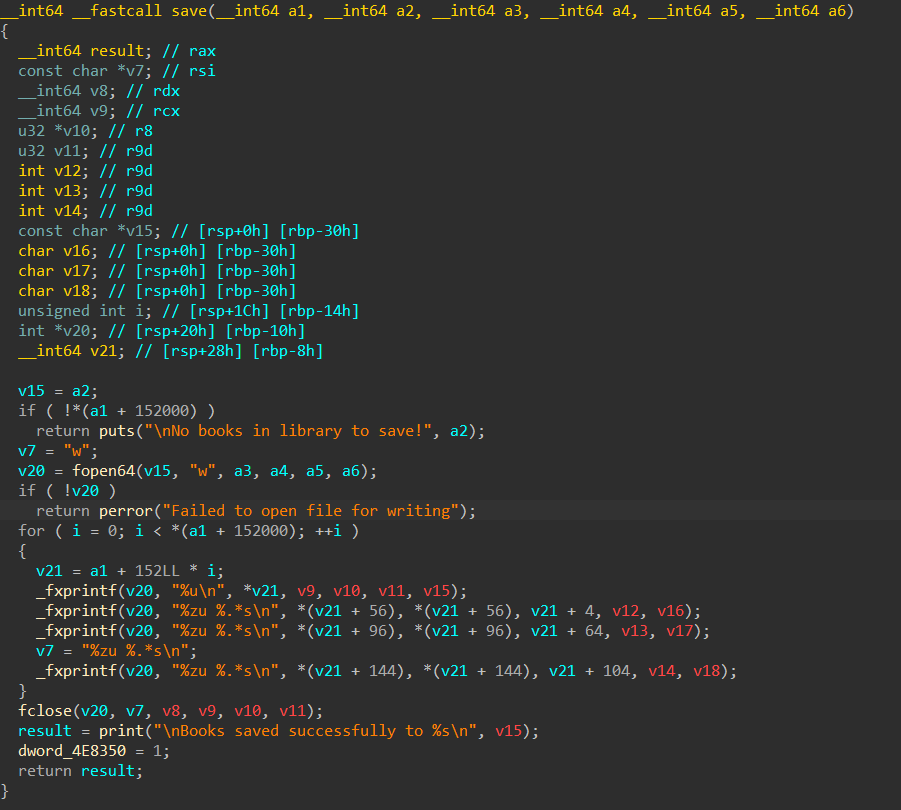 __int64 __fastcall save(__int64 a1, __int64 a2, __int64 a3, __int64 a4, __int64 a5, __int64 a6)
{
  __int64 result; // rax
  const char *v7; // rsi
  __int64 v8; // rdx
  __int64 v9; // rcx
  u32 *v10; // r8
  u32 v11; // r9d
  int v12; // r9d
  int v13; // r9d
  int v14; // r9d
  const char *v15; // [rsp+0h] [rbp-30h]
  char v16; // [rsp+0h] [rbp-30h]
  char v17; // [rsp+0h] [rbp-30h]
  char v18; // [rsp+0h] [rbp-30h]
  unsigned int i; // [rsp+1Ch] [rbp-14h]
  int *v20; // [rsp+20h] [rbp-10h]
  __int64 v21; // [rsp+28h] [rbp-8h]

  v15 = a2;
  if ( !*(a1 + 152000) )
    return puts("\nNo books in library to save!", a2);
  v7 = "w";
  v20 = fopen64(v15, "w", a3, a4, a5, a6);
  if ( !v20 )
    return perror("Failed to open file for writing");
  for ( i = 0; i < *(a1 + 152000); ++i )
  {
    v21 = a1 + 152LL * i;
    _fxprintf(v20, "%u\n", *v21, v9, v10, v11, v15);
    _fxprintf(v20, "%zu %.*s\n", *(v21 + 56), *(v21 + 56), v21 + 4, v12, v16);
    _fxprintf(v20, "%zu %.*s\n", *(v21 + 96), *(v21 + 96), v21 + 64, v13, v17);
    v7 = "%zu %.*s\n";
    _fxprintf(v20, "%zu %.*s\n", *(v21 + 144), *(v21 + 144), v21 + 104, v14, v18);
  }
  fclose(v20, v7, v8, v9, v10, v11);
  result = print("\nBooks saved successfully to %s\n", v15);
  dword_4E8350 = 1;
  return result;
}